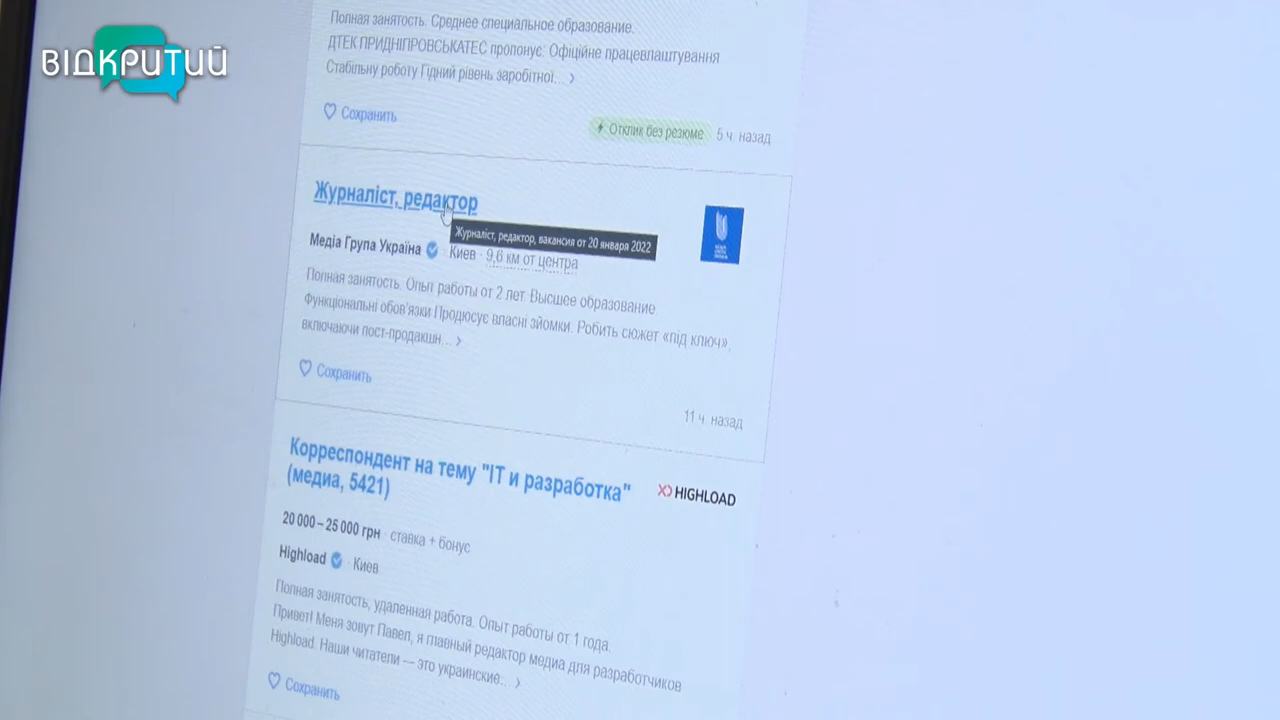 ВІДКРИТИЙ
Полная занятость. Среднее специальное образование.
ДТЕК ПРИДНІПРОВСЬКАТЕС пропонує: Офіційне працевлаштування
Стабільну роботу Гідний рівень заробітної...
Сохранить
Отклик без резюме 5 ч. назад
Журналіст, редактор
Журналіст, редактор, вакансия от 20 января 2022
Медіа Група Україна · Киев · 9,6 км от центра
Полная занятость. Опыт работы от 2 лет. Высшее образование.
Функціональні обов'язки Продюсує власні зйомки. Робить сюжет «під ключ»,
включаючи пост-продакшн...
Сохранить
11 ч. назад
Корреспондент на тему "IT и разработка"
(медиа, 5421)
HIGHLOAD
20 000 – 25 000 грн · ставка + бонус
Highload · Киев
Полная занятость, удаленная работа. Опыт работы от 1 года.
Привет! Меня зовут Павел, я главный редактор медиа для разработчиков
Highload. Наши читатели — это украинские...
Сохранить